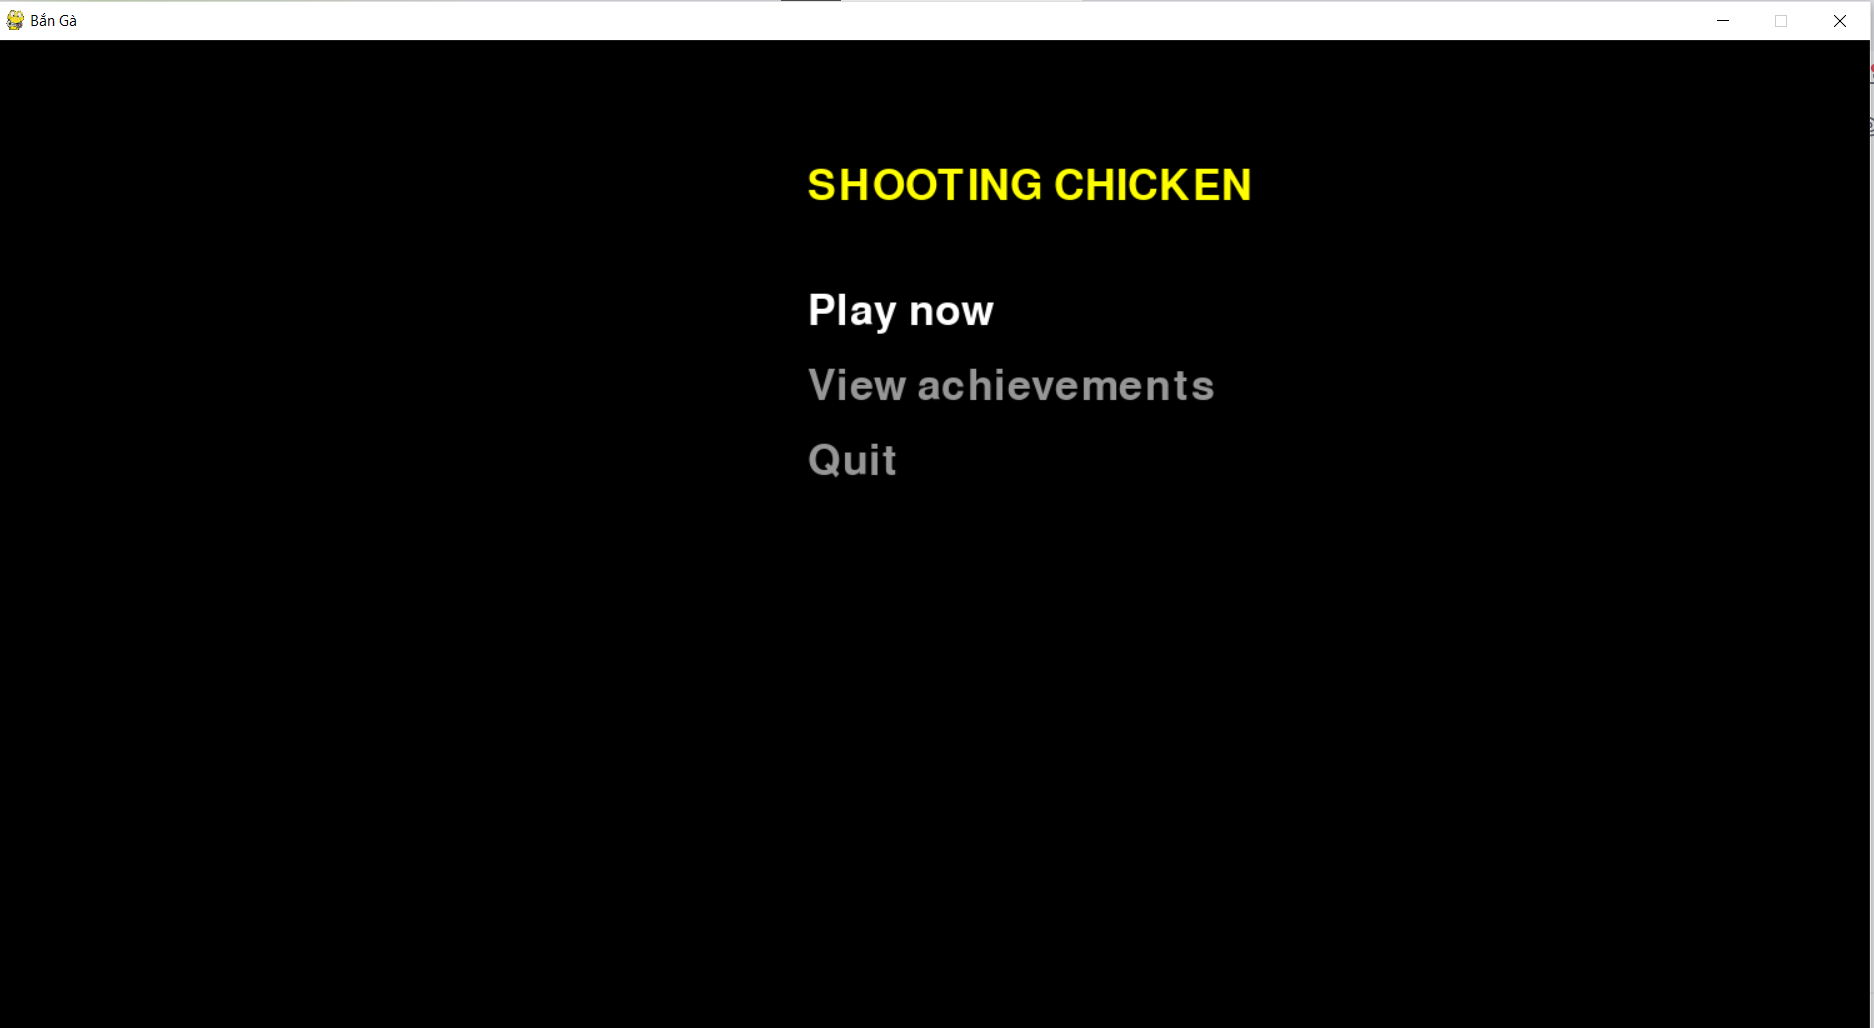 Bắn Gà
SHOOTING CHICKEN
Play now
View achievements
Quit